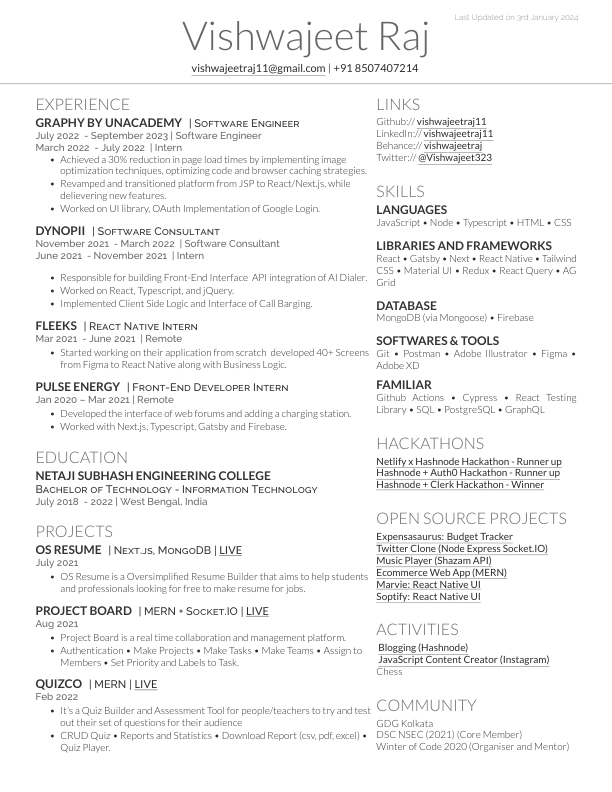 Last Updated on 3rd January 2024
Vishwajeet Raj
vishwajeetraj11@gmail.com | +91 8507407214
EXPERIENCE
GRAPHY BY UNACADEMY | Software Engineer
July 2022 - September 2023 | Software Engineer
March 2022 - July 2022 | Intern
• Achieved a 30% reduction in page load times by implementing image
optimization techniques, optimizing code and browser caching strategies.
• Revamped and transitioned platform from JSP to React/Next.js, while
delievering new features.
• Worked on UI library, OAuth Implementation of Google Login.
DYNOPII | Software Consultant
November 2021 - March 2022 | Software Consultant
June 2021 - November 2021 | Intern
• Responsible for building Front-End Interface API integration of AI Dialer.
• Worked on React, Typescript, and jQuery.
• Implemented Client Side Logic and Interface of Call Barging.
FLEEKS | React Native Intern
Mar 2021 - June 2021 | Remote
• Started working on their application from scratch developed 40+ Screens
from Figma to React Native along with Business Logic.
PULSE ENERGY | Front-End Developer Intern
Jan 2020 – Mar 2021 | Remote
• Developed the interface of web forums and adding a charging station.
• Worked with Next.js, Typescript, Gatsby and Firebase.
EDUCATION
NETAJI SUBHASH ENGINEERING COLLEGE
Bachelor of Technology - Information Technology
July 2018 - 2022 | West Bengal, India
PROJECTS
OS RESUME | Next.js, MongoDB | LIVE
July 2021
• OS Resume is a Oversimplified Resume Builder that aims to help students
and professionals looking for free to make resume for jobs.
PROJECT BOARD | MERN + Socket.IO | LIVE
Aug 2021
• Project Board is a real time collaboration and management platform.
• Authentication • Make Projects • Make Tasks • Make Teams • Assign to
Members • Set Priority and Labels to Task.
QUIZCO | MERN | LIVE
Feb 2022
• It's a Quiz Builder and Assessment Tool for people/teachers to try and test
out their set of questions for their audience
• CRUD Quiz • Reports and Statistics • Download Report (csv, pdf, excel) •
Quiz Player.
LINKS
Github:// vishwajeetraj11
LinkedIn:// vishwajeetraj11
Behance:// vishwajeetraj
Twitter:// @Vishwajeet323
SKILLS
LANGUAGES
JavaScript • Node • Typescript • HTML • CSS
LIBRARIES AND FRAMEWORKS
React • Gatsby • Next • React Native • Tailwind
CSS • Material UI • Redux • React Query • AG
Grid
DATABASE
MongoDB (via Mongoose) • Firebase
SOFTWARES & TOOLS
Git • Postman • Adobe Illustrator • Figma •
Adobe XD
FAMILIAR
Github Actions • Cypress • React Testing
Library • SQL • PostgreSQL • GraphQL
HACKATHONS
Netlify x Hashnode Hackathon - Runner up
Hashnode + Auth0 Hackathon - Runner up
Hashnode + Clerk Hackathon - Winner
OPEN SOURCE PROJECTS
Expensasaurus: Budget Tracker
Twitter Clone (Node Express Socket.IO)
Music Player (Shazam API)
Ecommerce Web App (MERN)
Marvie: React Native UI
Soptify: React Native UI
ACTIVITIES
Blogging (Hashnode)
JavaScript Content Creator (Instagram)
Chess
COMMUNITY
GDG Kolkata
DSC NSEC (2021) (Core Member)
Winter of Code 2020 (Organiser and Mentor)